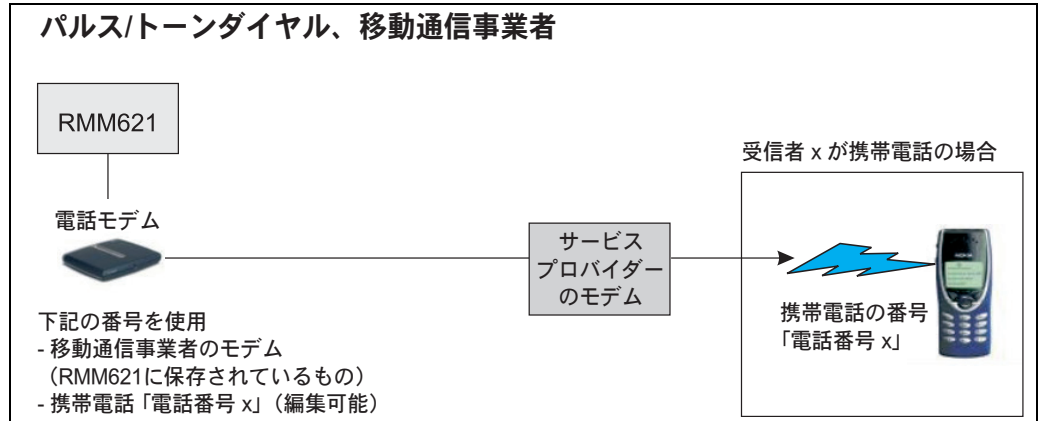 パルス/トーンダイヤル、移動通信事業者
RMM621
電話モデム
下記の番号を使用
- 移動通信事業者のモデム
（RMM621に保存されているもの）
- 携帯電話「電話番号 x」（編集可能）
サービス
プロバイダー
のモデム
受信者 x が携帯電話の場合
携帯電話の番号
「電話番号 x」
NOKIA